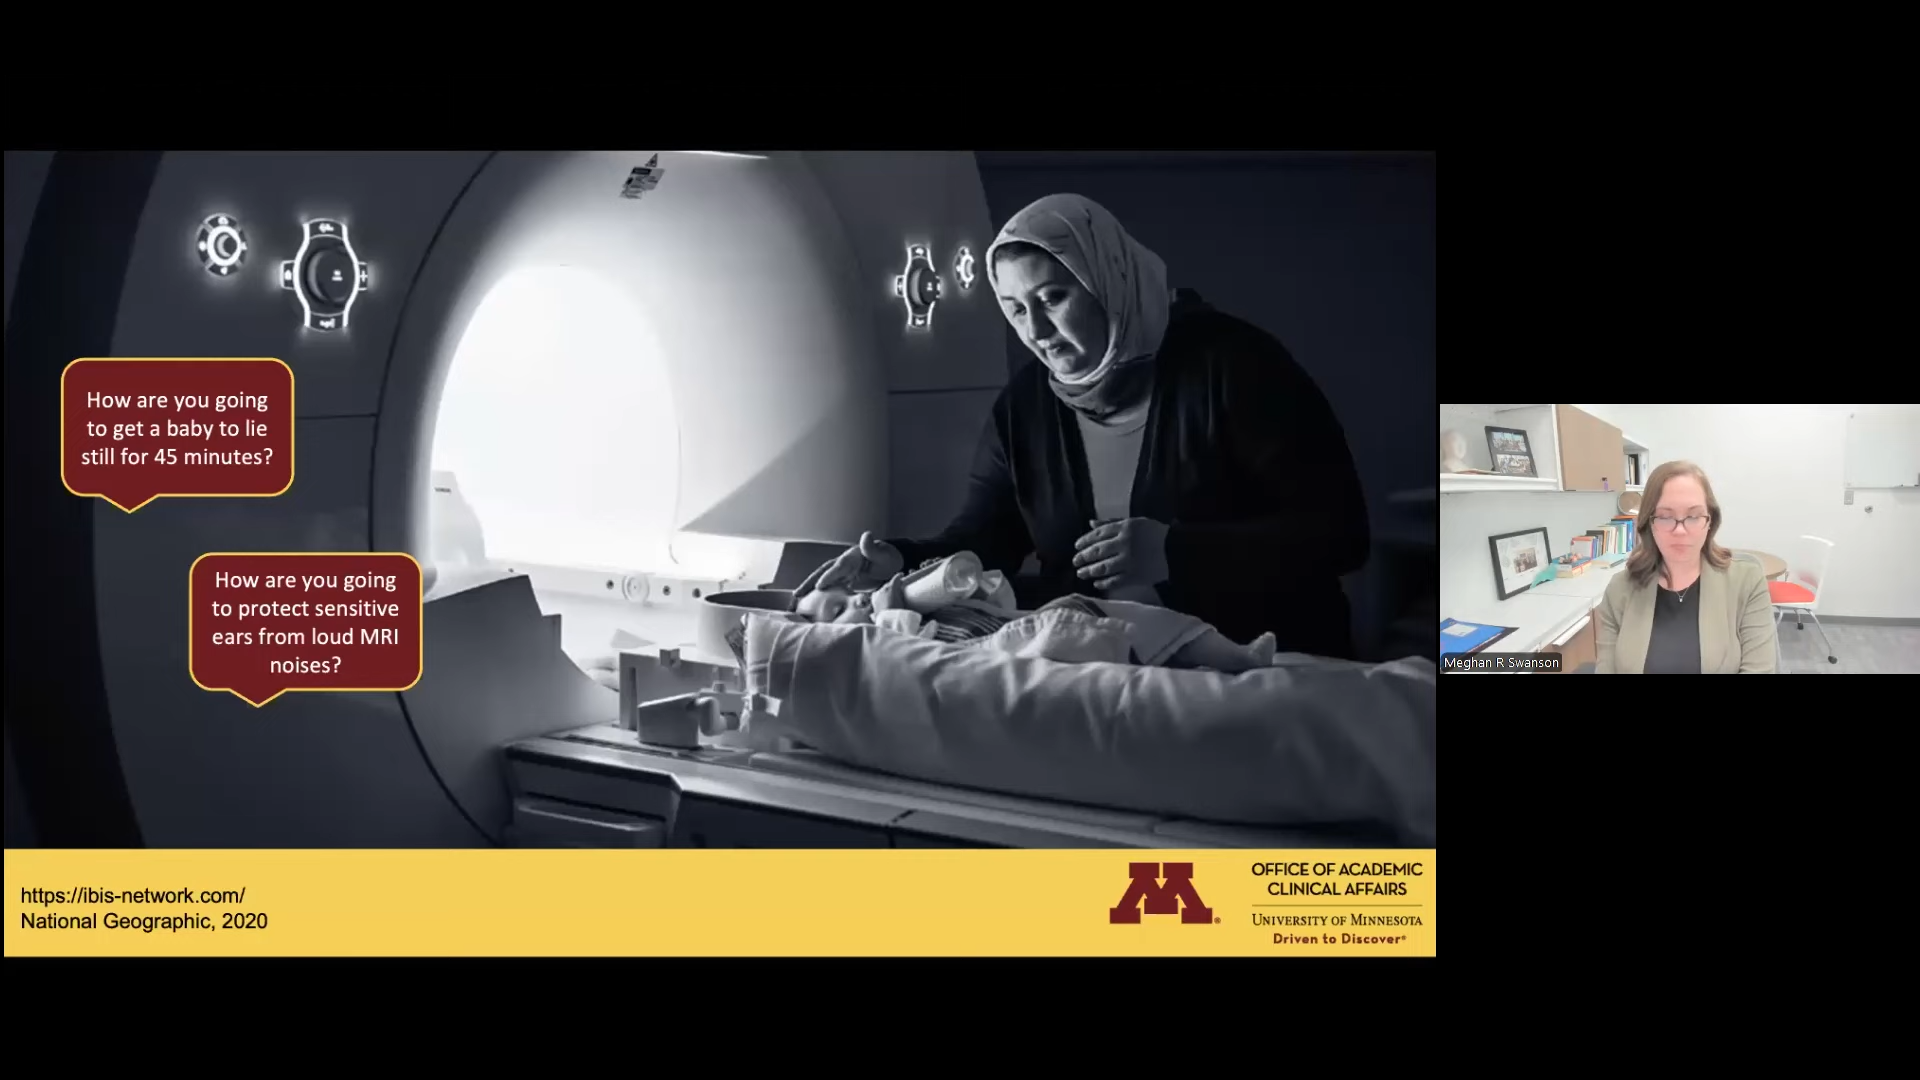 How are you going
to get a baby to lie
still for 45 minutes?
How are you going
to protect sensitive
ears from loud MRI
noises?
https://ibis-network.com/
National Geographic, 2020
M
OFFICE OF ACADEMIC
CLINICAL AFFAIRS
UNIVERSITY OF MINNESOTA
Driven to Discover®
Meghan R Swanson